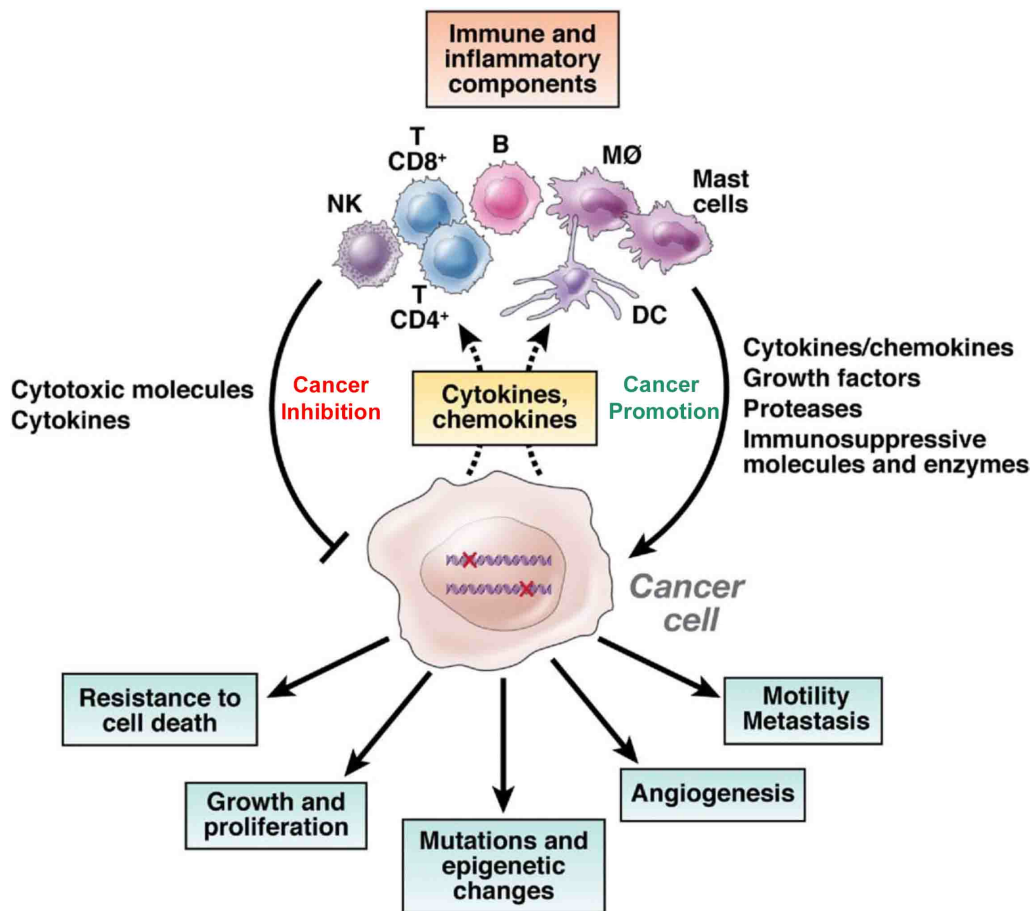 Immune and
inflammatory
components
T
CD8⁺
B
MØ
Mast
cells
NK
T
CD4⁺
DC
Cytotoxic molecules
Cytokines
Cancer
Inhibition
Cytokines,
chemokines
Cancer
Promotion
Cytokines/chemokines
Growth factors
Proteases
Immunosuppressive
molecules and enzymes
Cancer
cell
Resistance to
cell death
Growth and
proliferation
Mutations and
epigenetic
changes
Angiogenesis
Motility
Metastasis